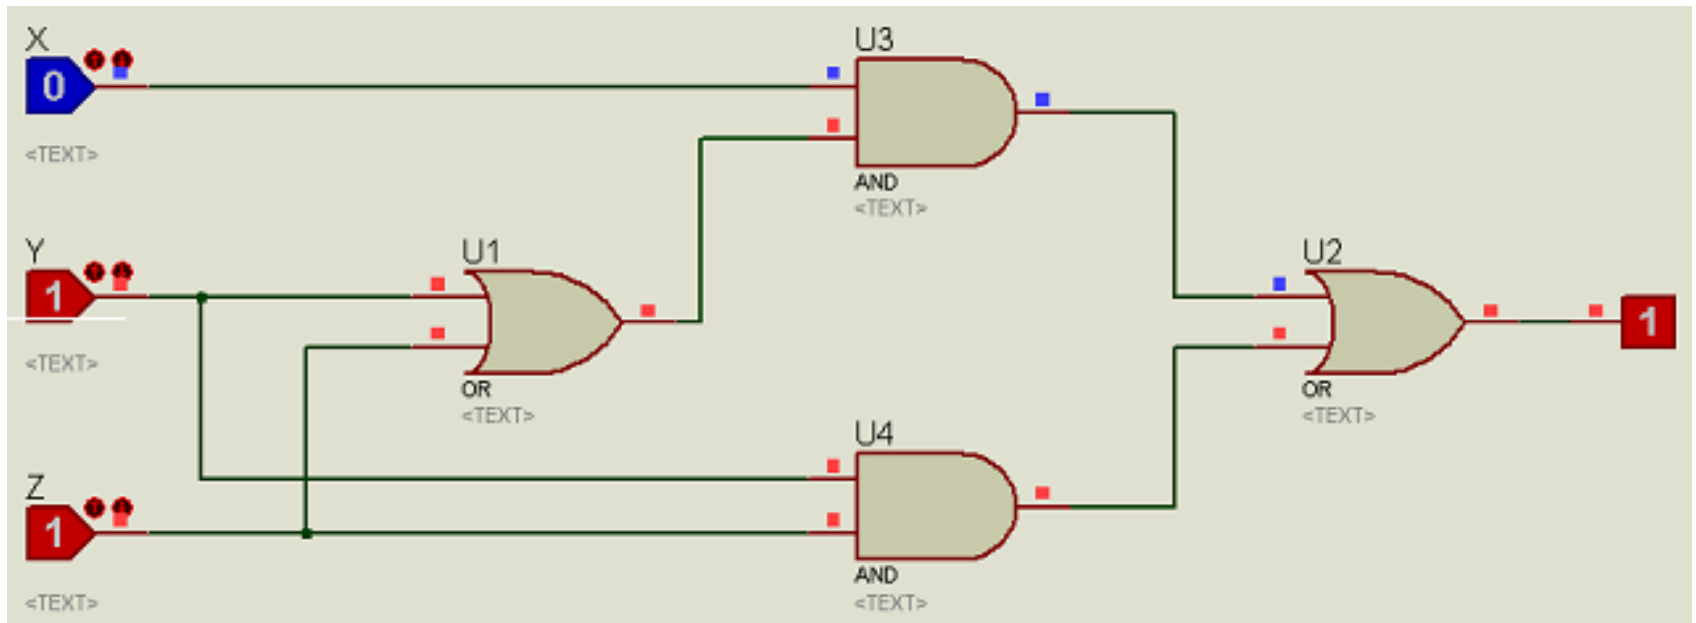 X
0
<TEXT>
Y
1
<TEXT>
Z
1
<TEXT>
U1
OR
<TEXT>
U3
AND
<TEXT>
U4
AND
<TEXT>
U2
OR
<TEXT>
1